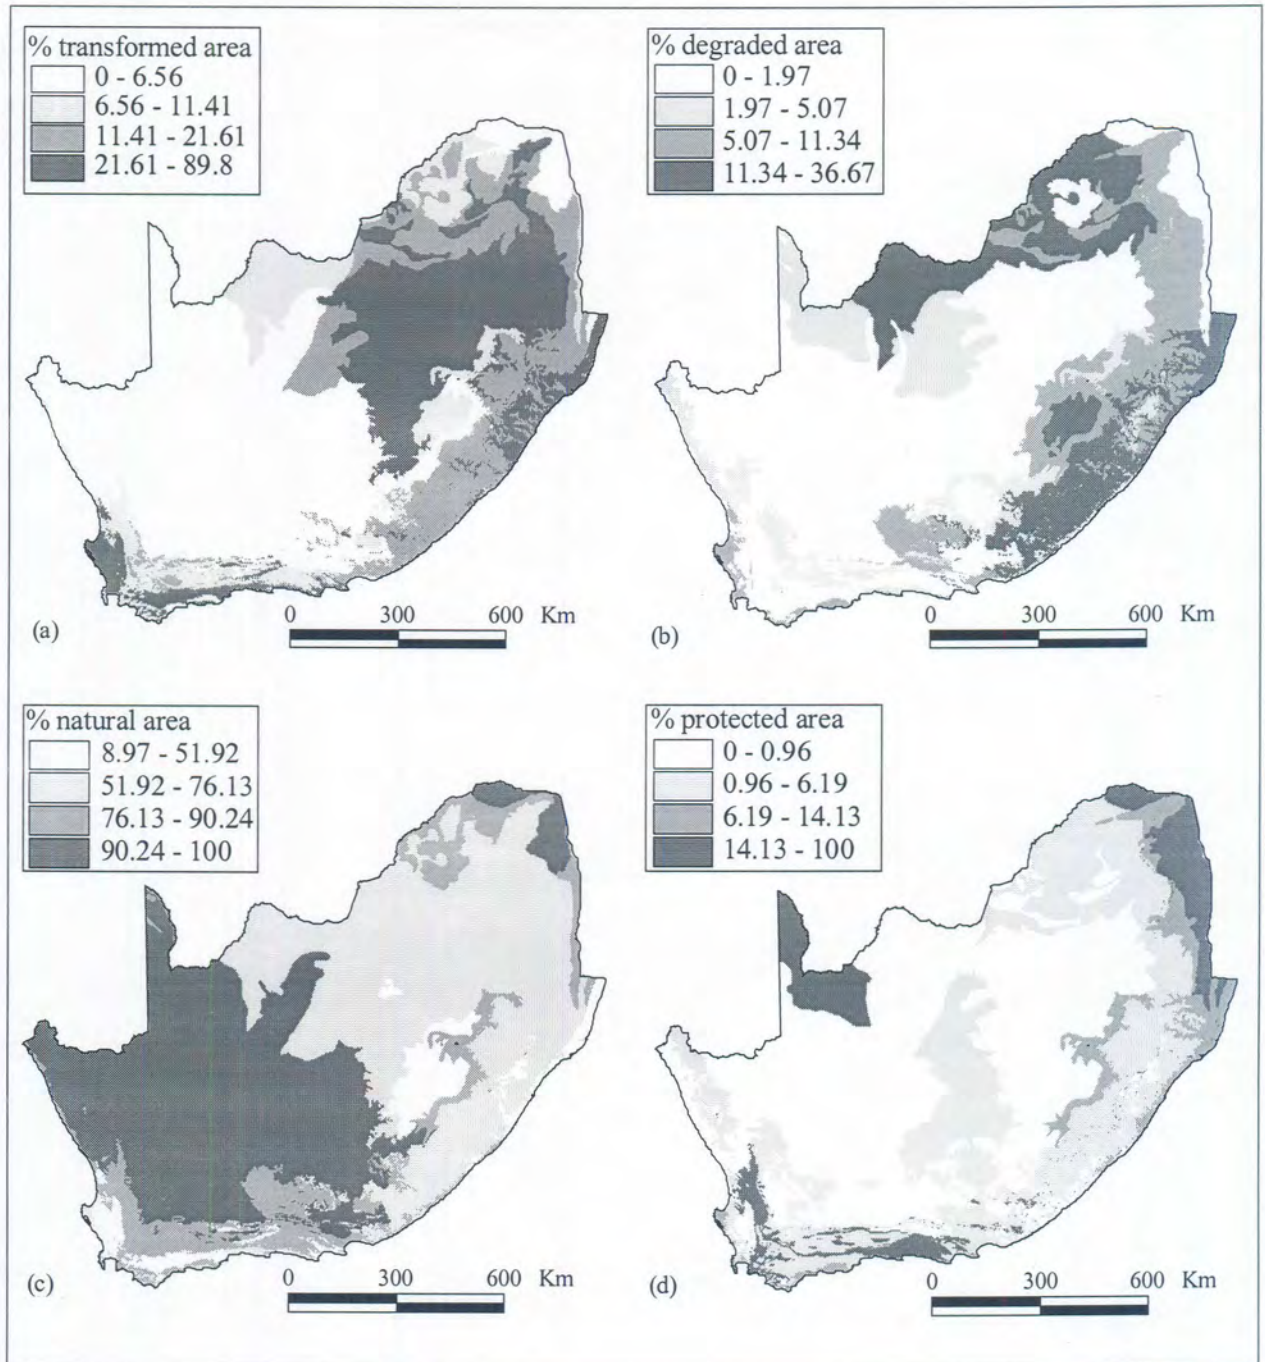 % transformed area
0 - 6.56
6.56 - 11.41
11.41 - 21.61
21.61 - 89.8
0 300 600 Km
(a)
% degraded area
0 - 1.97
1.97 - 5.07
5.07 - 11.34
11.34 - 36.67
0 300 600 Km
(b)
% natural area
8.97 - 51.92
51.92 - 76.13
76.13 - 90.24
90.24 - 100
0 300 600 Km
(c)
% protected area
0 - 0.96
0.96 - 6.19
6.19 - 14.13
14.13 - 100
0 300 600 Km
(d)